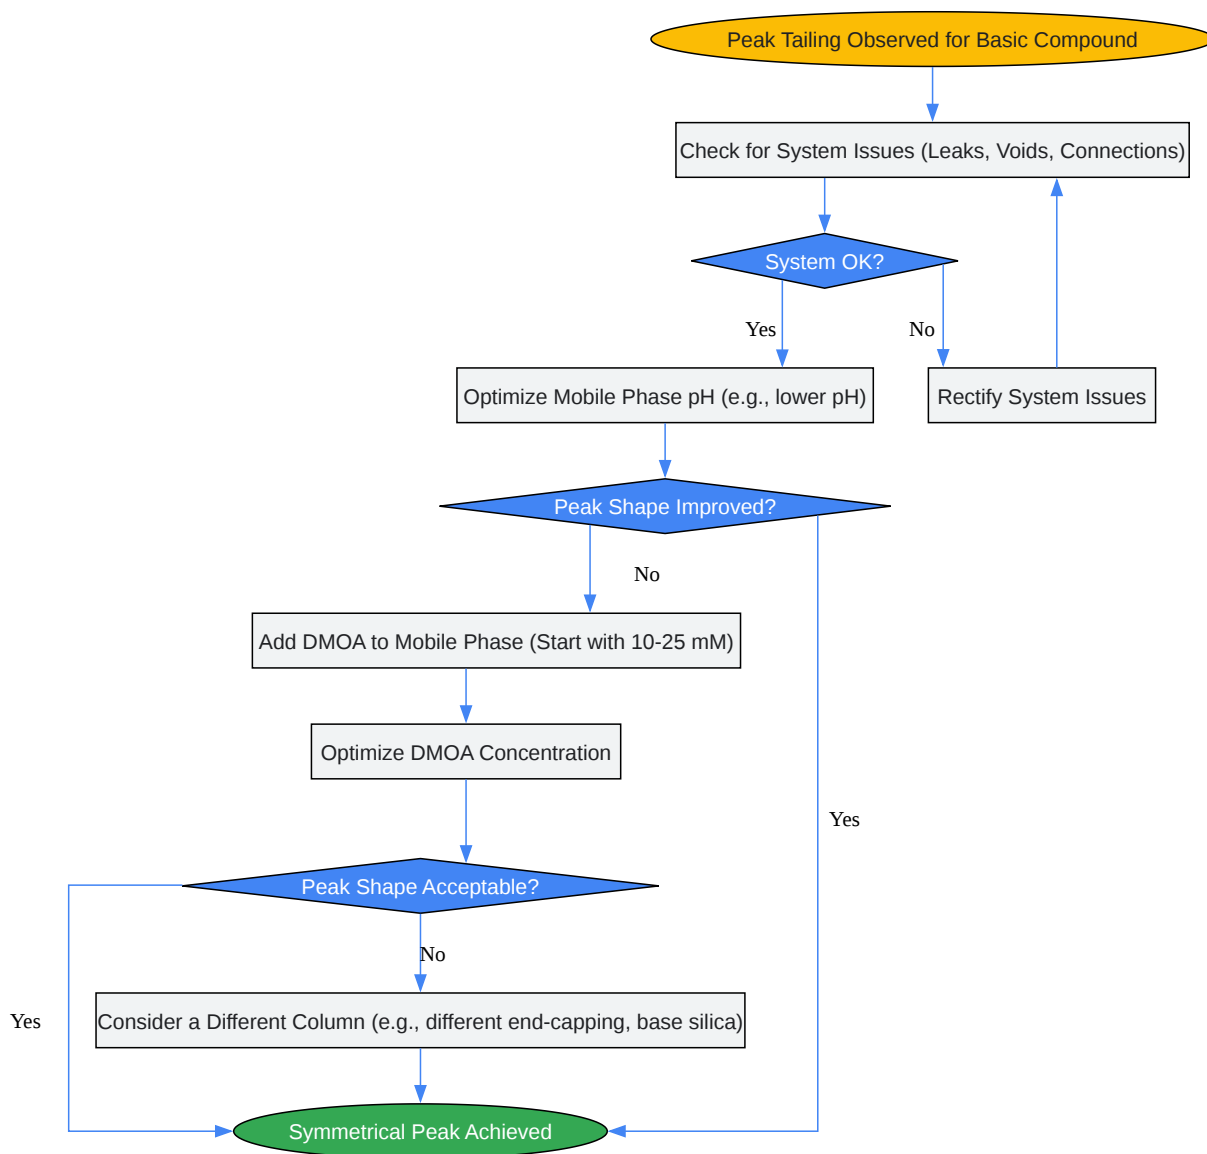 Peak Tailing Observed for Basic Compound
Check for System Issues (Leaks, Voids, Connections)
System OK?
Yes
No
Optimize Mobile Phase pH (e.g., lower pH)
Rectify System Issues
Peak Shape Improved?
No
Add DMOA to Mobile Phase (Start with 10-25 mM)
Optimize DMOA Concentration
Yes
Peak Shape Acceptable?
No
Yes
Consider a Different Column (e.g., different end-capping, base silica)
Symmetrical Peak Achieved